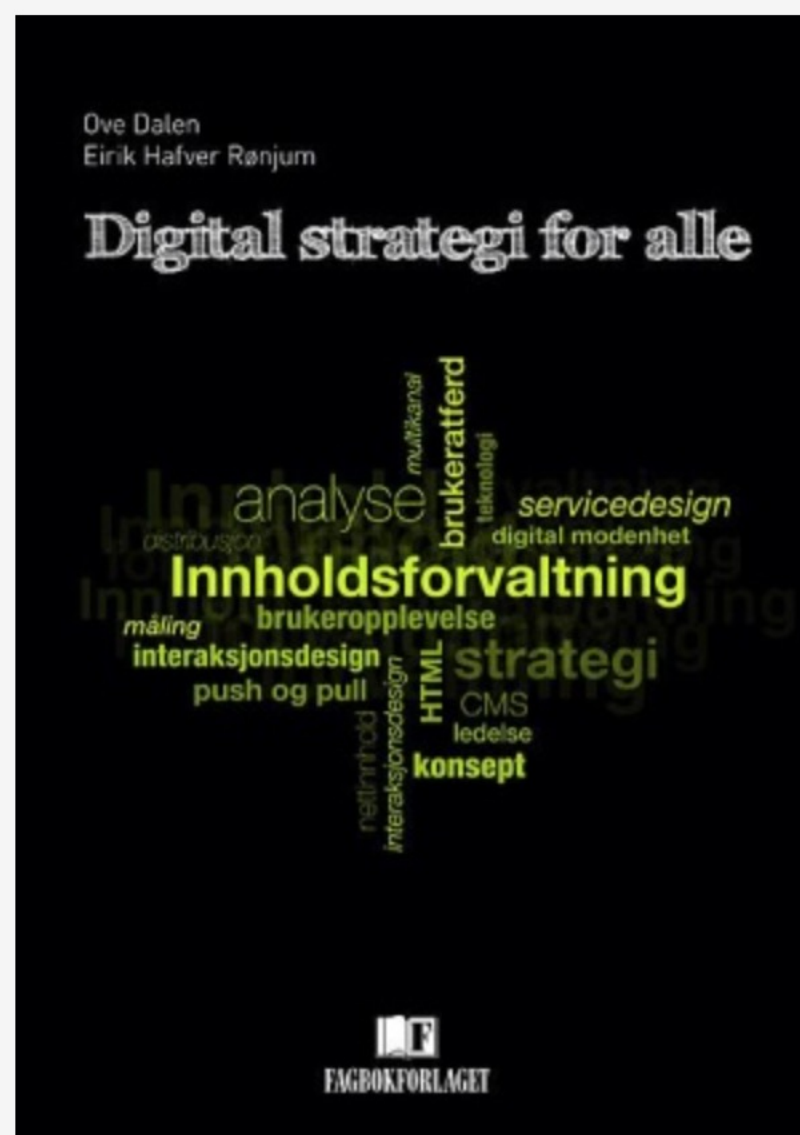 Ove Dalen
Eirik Hafver Rønjum
Digital strategi for alle
multikanal
brukeratferd
teknologi
analyse
servicedesign
distribusjon
digital modenhet
Innholdsforvaltning
måling
brukeropplevelse
interaksjonsdesign
HTML
strategi
push og pull
interaksjonsdesign
CMS
nettinnhold
ledelse
konsept
F
FAGBOKFORLAGET